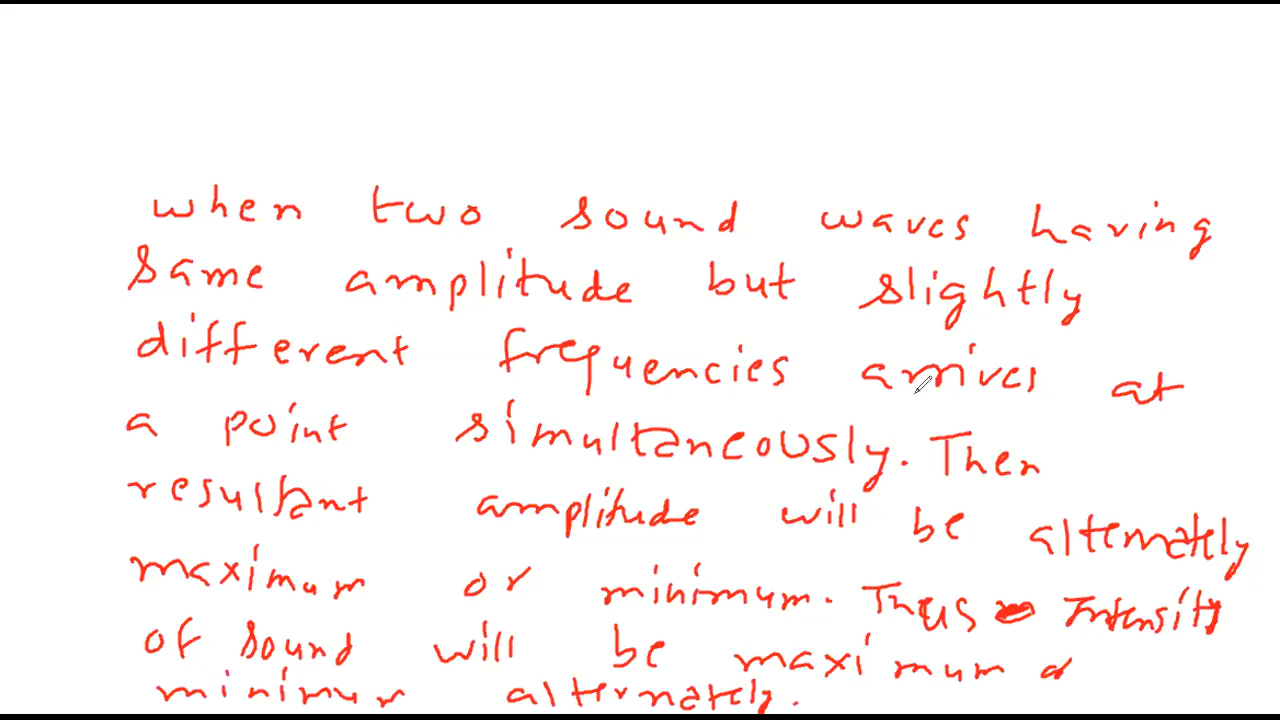 when two sound waves having
same amplitude but slightly
different frequencies arrives at
a point simultaneously. Then
resultant amplitude will be alternately
maximum or minimum. Thus Intensity
of sound will be maximum &
minimum alternately.